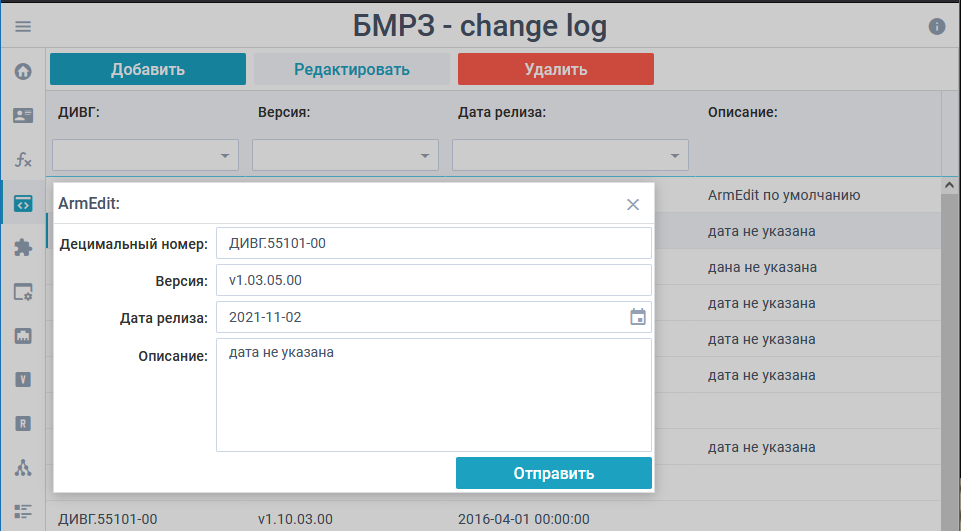 БМРЗ - change log
Добавить Редактировать Удалить
ДИВГ: Версия: Дата релиза: Описание:
ArmEdit по умолчанию
ArmEdit:
Децимальный номер: ДИВГ.55101-00
дата не указана
Версия: v1.03.05.00
дана не указана
Дата релиза: 2021-11-02
дата не указана
Описание: дата не указана
дата не указана
дата не указана
дата не указана
Отправить
ДИВГ.55101-00 v1.10.03.00 2016-04-01 00:00:00